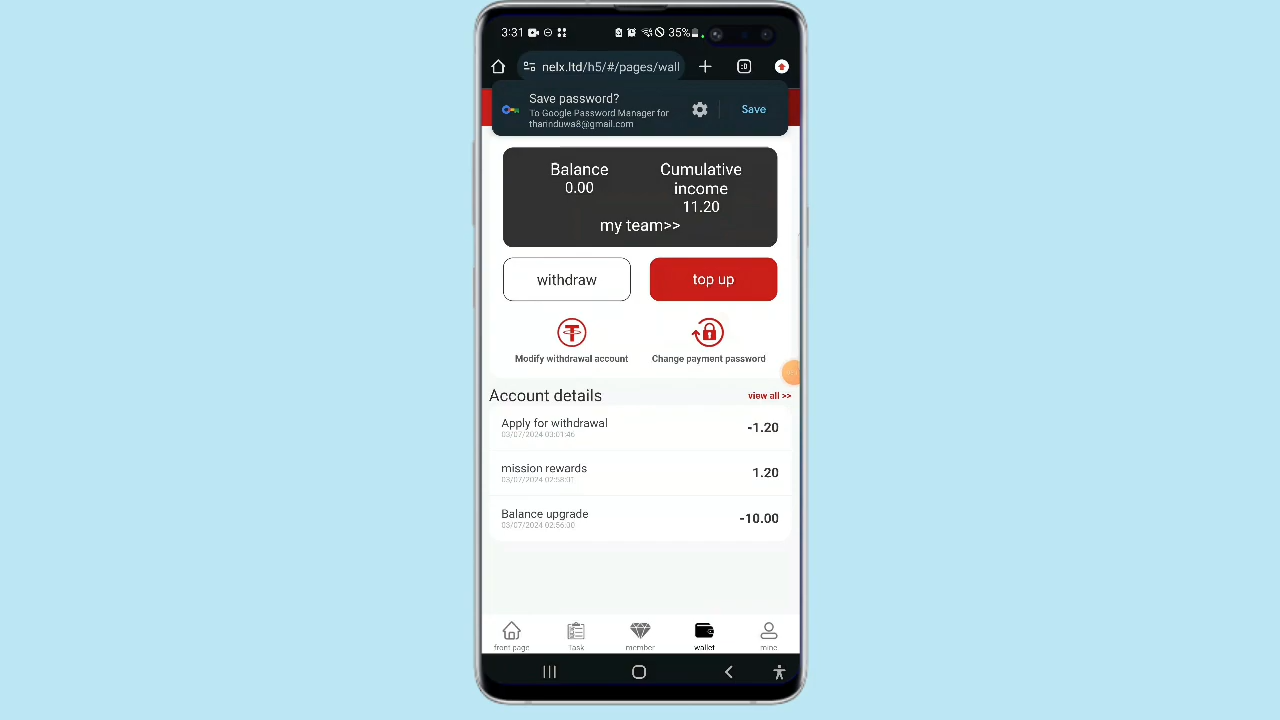 3:31
35%
nelx.ltd/h5/#/pages/wall
Save password?
To Google Password Manager for
tharinduwa8@gmail.com
Save
Balance
0.00
Cumulative
income
11.20
my team>>
withdraw
top up
Modify withdrawal account
Change payment password
Account details
view all >>
Apply for withdrawal
-1.20
03/07/2024 03:01:46
mission rewards
1.20
03/07/2024 02:58:01
Balance upgrade
-10.00
03/07/2024 02:56:30
front page
Task
member
wallet
mine